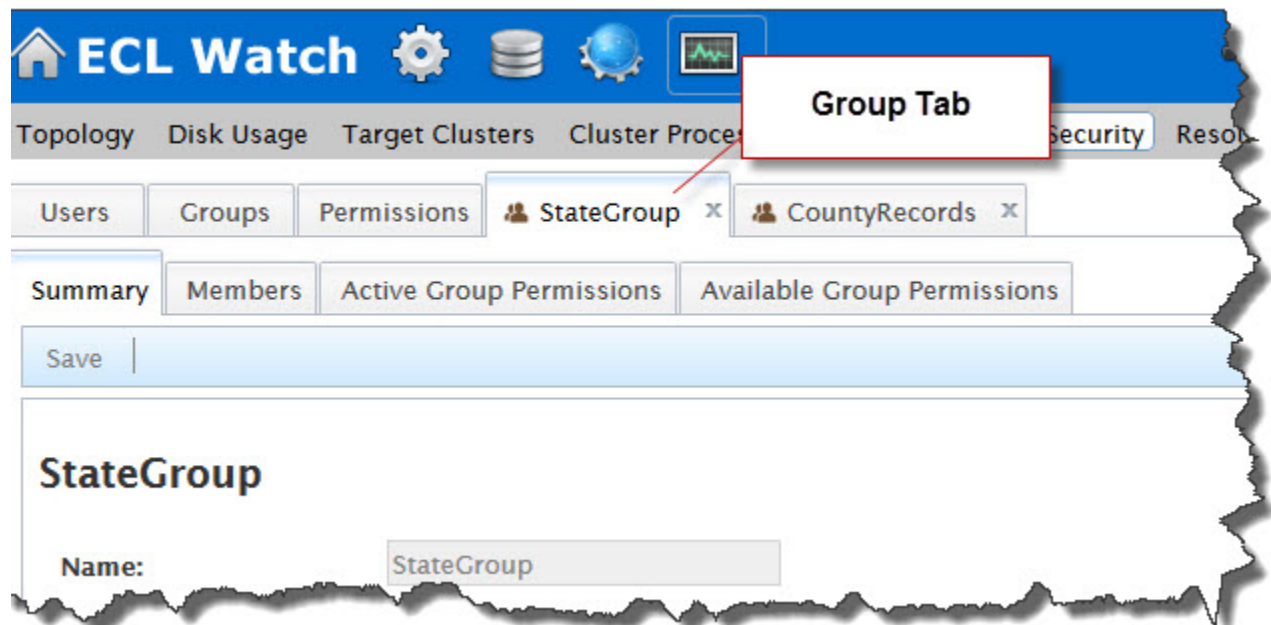 ECL Watch
Group Tab
Topology Disk Usage Target Clusters Cluster Security
Users Groups Permissions StateGroup x CountyRecords x
Summary Members Active Group Permissions Available Group Permissions
Save
StateGroup
Name: StateGroup